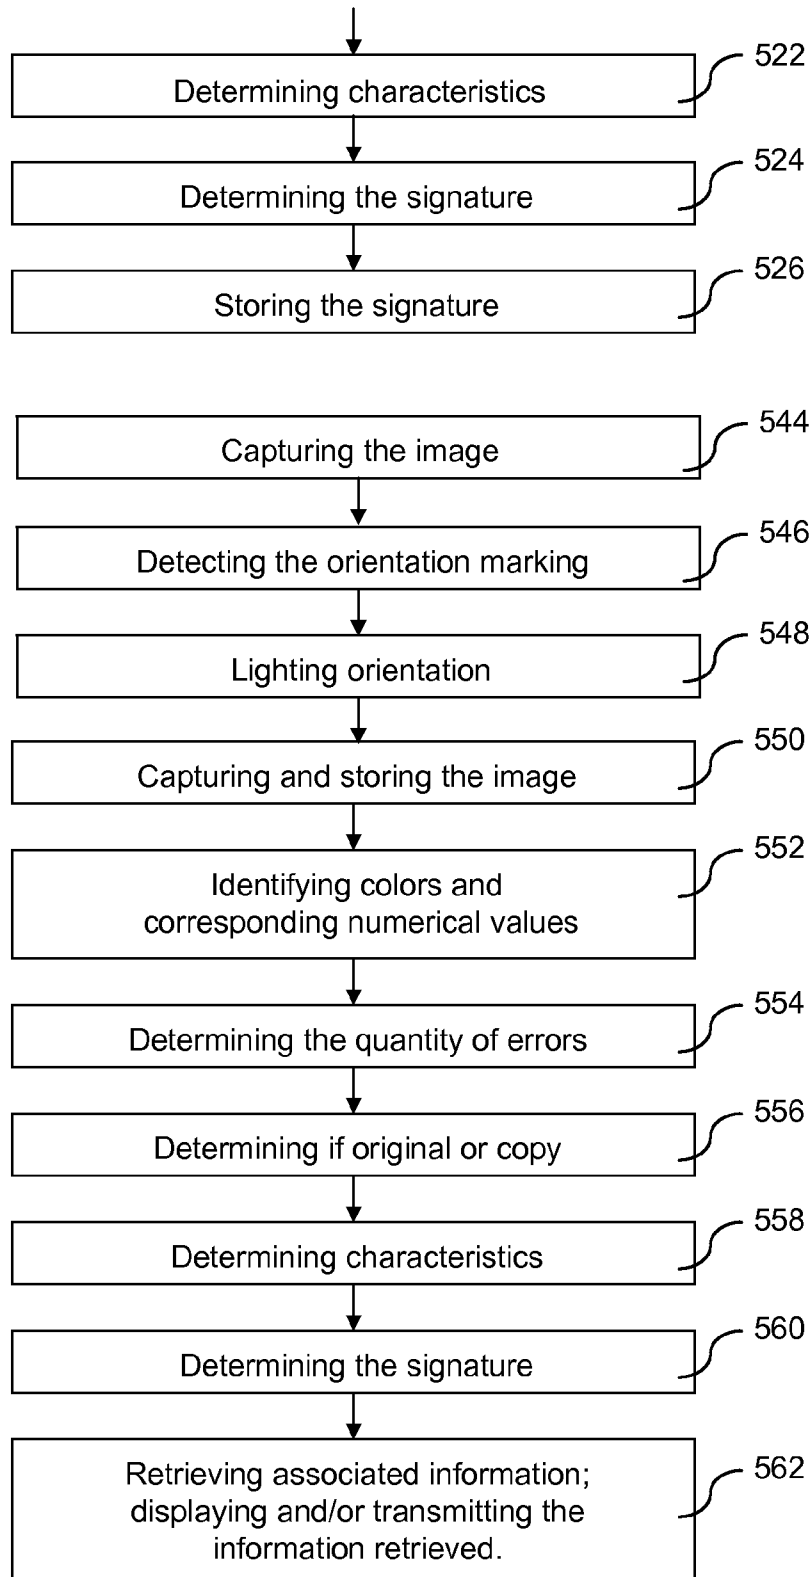 522
Determining characteristics
524
Determining the signature
526
Storing the signature
544
Capturing the image
546
Detecting the orientation marking
548
Lighting orientation
550
Capturing and storing the image
552
Identifying colors and
corresponding numerical values
554
Determining the quantity of errors
556
Determining if original or copy
558
Determining characteristics
560
Determining the signature
562
Retrieving associated information;
displaying and/or transmitting the
information retrieved.